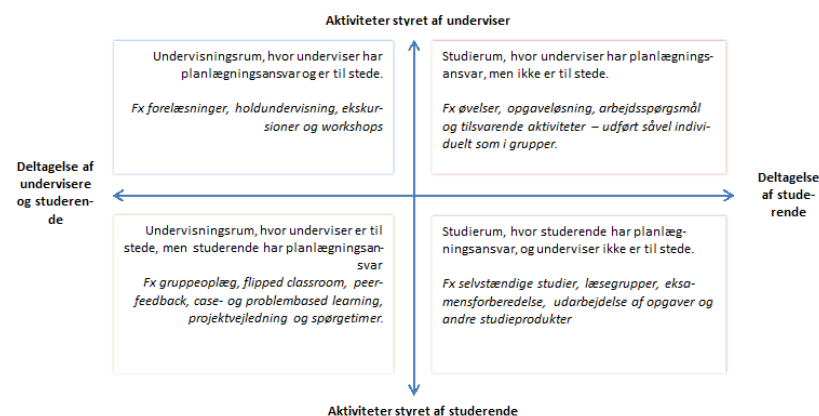 Aktiviteter styret af underviser
Undervisningsrum, hvor underviser har
planlægningsansvar og er til stede.
Fx forelæsninger, holdundervisning, ekskur-
sioner og workshops
Studierum, hvor underviser har planlægnings-
ansvar, men ikke er til stede.
Fx øvelser, opgaveløsning, arbejdsspørgsmål
og tilsvarende aktiviteter – udført såvel indivi-
duelt som i grupper.
Deltagelse af
undervisere
og studeren-
de
Deltagelse
af stude-
rende
Undervisningsrum, hvor underviser er til
stede, men studerende har planlægningsan-
svar
Fx gruppeoplæg, flipped classroom, peer-
feedback, case- og problembased learning,
projektvejledning og spørgetimer.
Studierum, hvor studerende har planlæg-
ningsansvar, og underviser ikke er til stede.
Fx selvstændige studier, læsegrupper, eksa-
mensforberedelse, udarbejdelse af opgaver og
andre studieprodukter
Aktiviteter styret af studerende